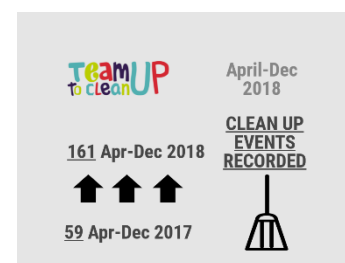 TEAM UP
to CLEAN
April-Dec
2018
CLEAN UP
EVENTS
RECORDED
161 Apr-Dec 2018
59 Apr-Dec 2017